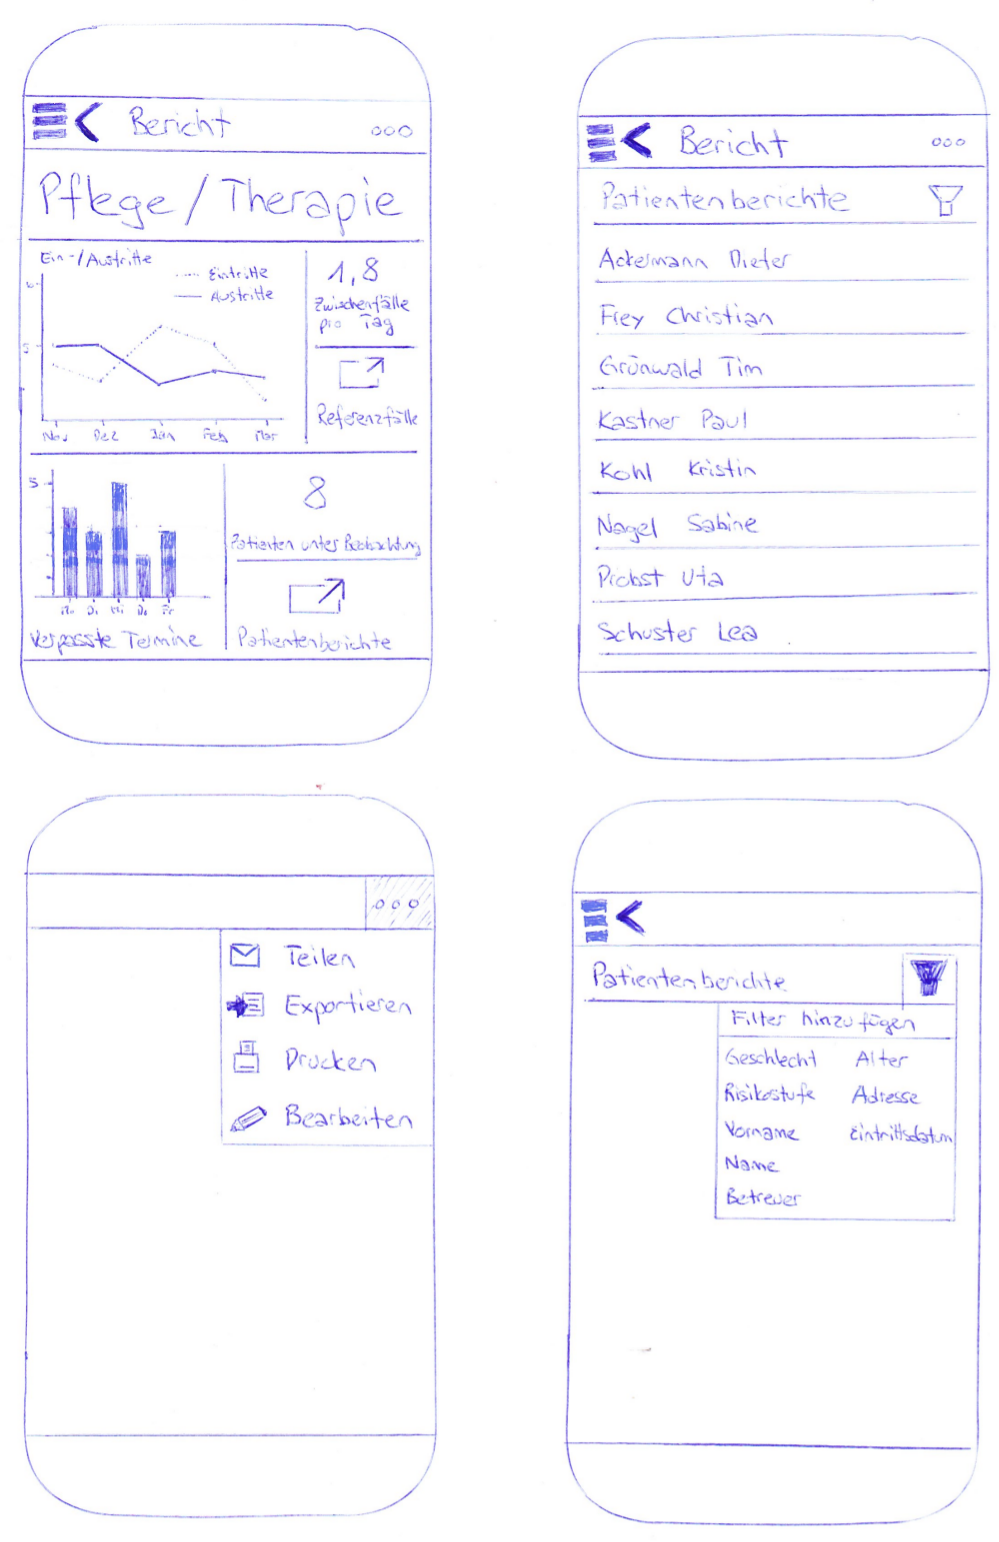 Bericht
ooo
Pflege / Therapie
Ein-/Austritte
Eintritte
Austritte
5
Nov Dez Jan Feb Mar
1,8
Zwischenfälle
pro Tag
Referenzfälle
5
Mo Di Mi Do Fr
Verpasste Termine
8
Patienten unter Beobachtung
Patientenberichte
Bericht
ooo
Patientenberichte
Ackermann Dieter
Frey Christian
Grünwald Tim
Kastner Paul
Kohl Kristin
Nagel Sabine
Probst Uta
Schuster Lea
ooo
Teilen
Exportieren
Drucken
Bearbeiten
Patientenberichte
Filter hinzufügen
Geschlecht Alter
Risikostufe Adresse
Vorname Eintrittsdatum
Name
Betreuer